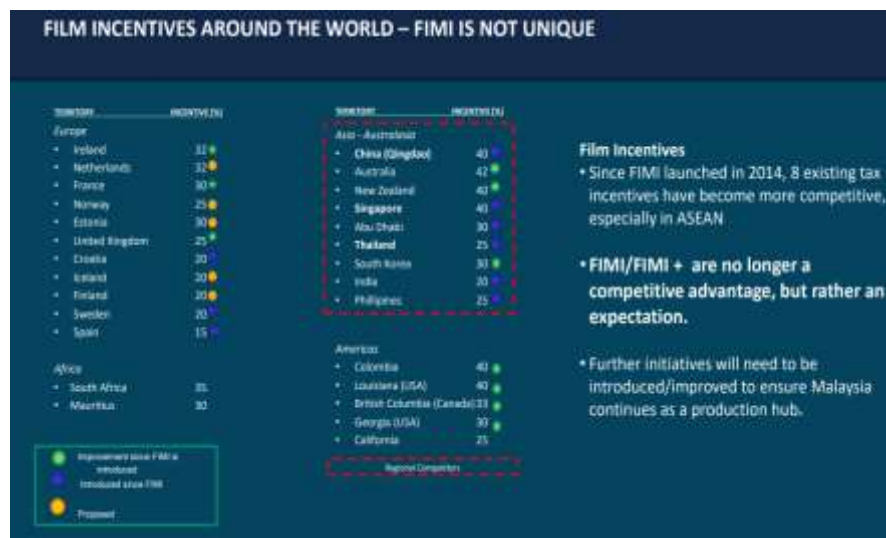 FILM INCENTIVES AROUND THE WORLD – FIMI IS NOT UNIQUE
TERRITORY INCENTIVE (%)
Europe
• Ireland 32
• Netherlands 32
• France 30
• Norway 25
• Estonia 30
• United Kingdom 25
• Croatia 20
• Iceland 20
• Finland 20
• Sweden 20
• Spain 15
Africa
• South Africa 35
• Mauritius 30
Improvement since FIMI is
introduced
Introduced since FIMI
Proposed
TERRITORY INCENTIVE (%)
Asia - Australasia
• China (Qingdao) 40
• Australia 42
• New Zealand 40
• Singapore 40
• Abu Dhabi 30
• Thailand 25
• South Korea 30
• India 20
• Philipines 25
Americas
• Colombia 40
• Louisiana (USA) 40
• British Columbia (Canada) 33
• Georgia (USA) 30
• California 25
Regional Competitors
Film Incentives
• Since FIMI launched in 2014, 8 existing tax
incentives have become more competitive,
especially in ASEAN
• FIMI/FIMI + are no longer a
competitive advantage, but rather an
expectation.
• Further initiatives will need to be
introduced/improved to ensure Malaysia
continues as a production hub.